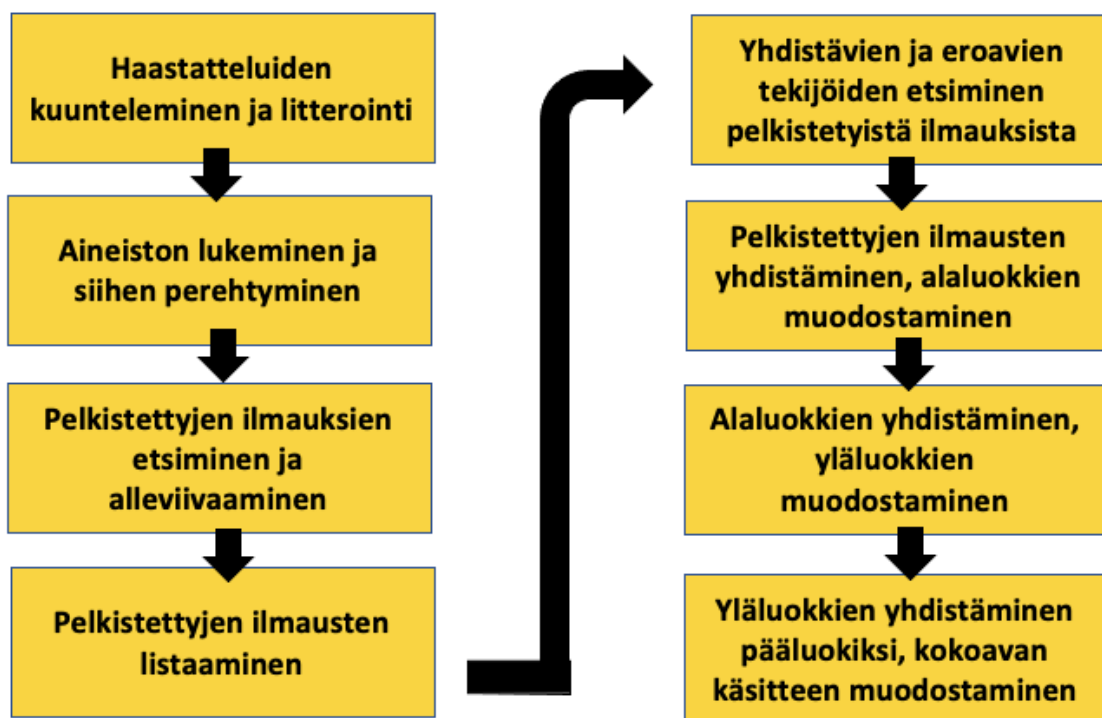 Haastatteluiden
kuunteleminen ja litterointi
Aineiston lukeminen ja
siihen perehtyminen
Pelkistettyjen ilmauksien
etsiminen ja
alleviivaaminen
Pelkistettyjen ilmausten
listaaminen
Yhdistävien ja eroavien
tekijöiden etsiminen
pelkistetyistä ilmauksista
Pelkistettyjen ilmausten
yhdistäminen, alaluokkien
muodostaminen
Alaluokkien yhdistäminen,
yläluokkien
muodostaminen
Yläluokkien yhdistäminen
pääluokiksi, kokoavan
käsitteen muodostaminen